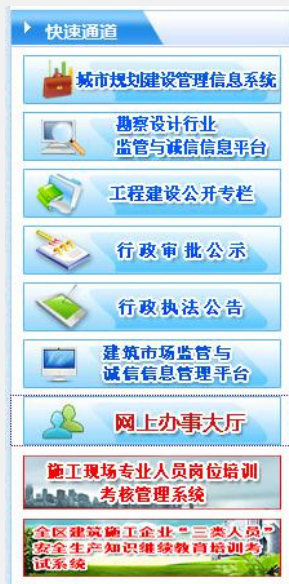 快速通道
城市规划建设管理信息系统
勘察设计行业
监管与诚信信息平台
工程建设公开专栏
行政审批公示
行政执法公告
建筑市场监管与
诚信信息管理平台
网上办事大厅
施工现场专业人员岗位培训
考核管理系统
全区建筑施工企业“三类人员”
安全生产知识继续教育培训考
试系统